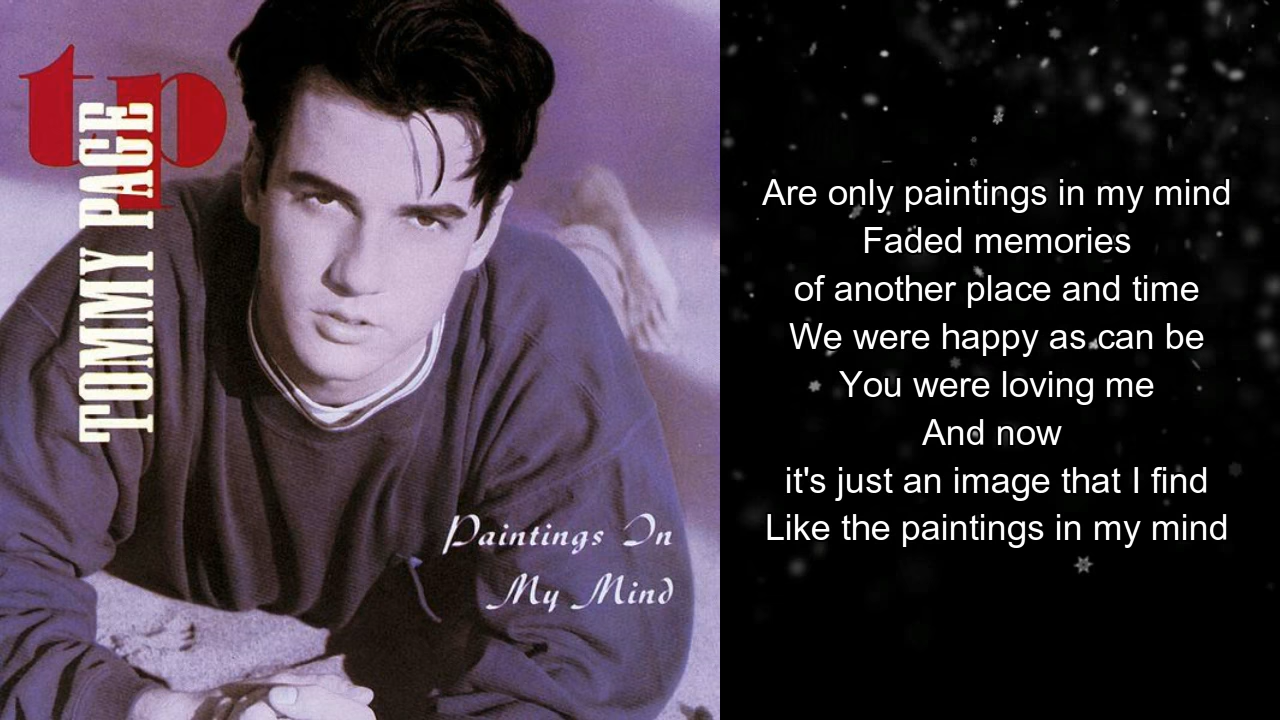 tp
TOMMY PAGE
Paintings In
My Mind
Are only paintings in my mind
Faded memories
of another place and time
We were happy as can be
You were loving me
And now
it's just an image that I find
Like the paintings in my mind